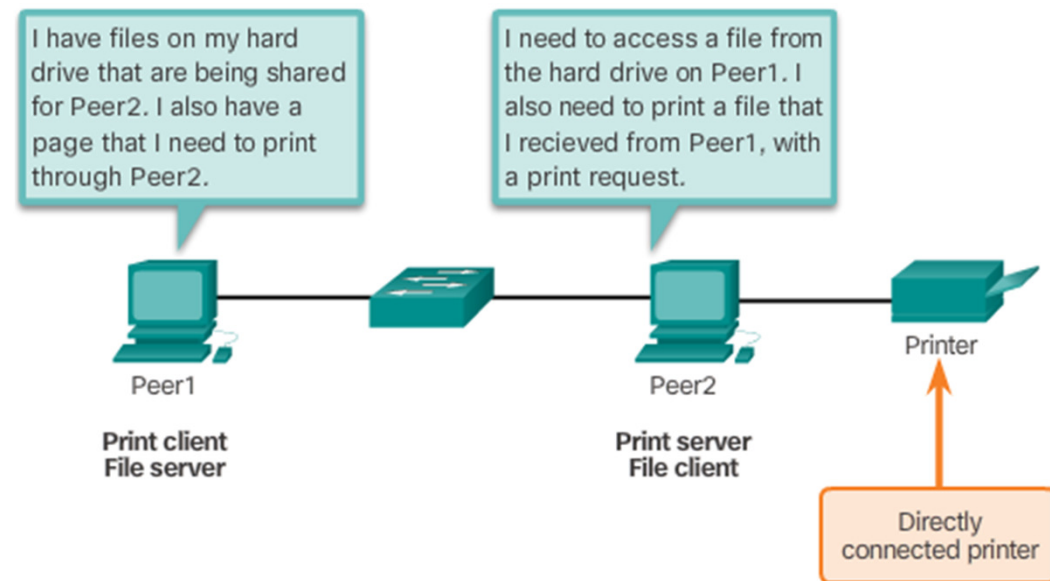 I have files on my hard
drive that are being shared
for Peer2. I also have a
page that I need to print
through Peer2.
I need to access a file from
the hard drive on Peer1. I
also need to print a file that
I recieved from Peer1, with
a print request.
Peer1
Peer2
Printer
Print client
File server
Print server
File client
Directly
connected printer